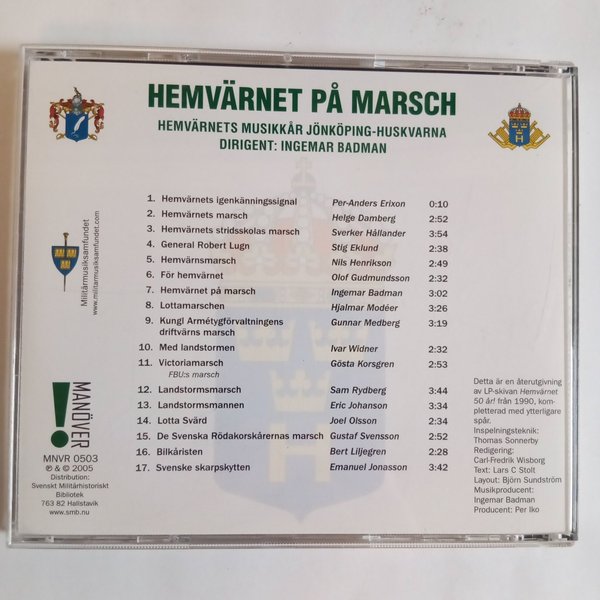 HEMVÄRNET PÅ MARSCH
HEMVÄRNETS MUSIKKÅR JÖNKÖPING-HUSKVARNA
DIRIGENT: INGEMAR BADMAN
1. Hemvärnets igenkänningssignal Per-Anders Erixon 0:10
2. Hemvärnets marsch Helge Damberg 2:52
3. Hemvärnets stridsskolas marsch Sverker Hållander 3:54
4. General Robert Lugn Stig Eklund 2:38
5. Hemvärnsmarsch Nils Henrikson 2:49
6. För hemvärnet Olof Gudmundsson 2:32
7. Hemvärnet på marsch Ingemar Badman 3:02
8. Lottamarschen Hjalmar Modéer 3:26
9. Kungl Armétygförvaltningens Gunnar Medberg 3:19
driftvärns marsch
10. Med landstormen Ivar Widner 2:32
11. Victoriamarsch Gösta Korsgren 2:53
FBU:s marsch
12. Landstormsmarsch Sam Rydberg 3:44
13. Landstormsmannen Eric Johanson 3:34
14. Lotta Svärd Joel Olsson 2:34
15. De Svenska Rödakorskårernas marsch Gustaf Svensson 2:52
16. Bilkåristen Bert Liljegren 2:28
17. Svenske skarpskytten Emanuel Jonasson 3:42
Militärmusiksamfundet
www.militarmusiksamfundet.com
MANÖVER
!
MNVR 0503
℗ & © 2005
Distribution:
Svenskt Militärhistoriskt
Bibliotek
763 82 Hallstavik
www.smb.nu
Detta är en återutgivning
av LP-skivan Hemvärnet
50 år! från 1990, kom-
pletterad med ytterligare
spår.
Inspelningsteknik:
Thomas Sonnerby
Redigering:
Carl-Fredrik Wisborg
Text: Lars C Stolt
Layout: Björn Sundström
Musikproducent:
Ingemar Badman
Producent: Per Iko
H
H